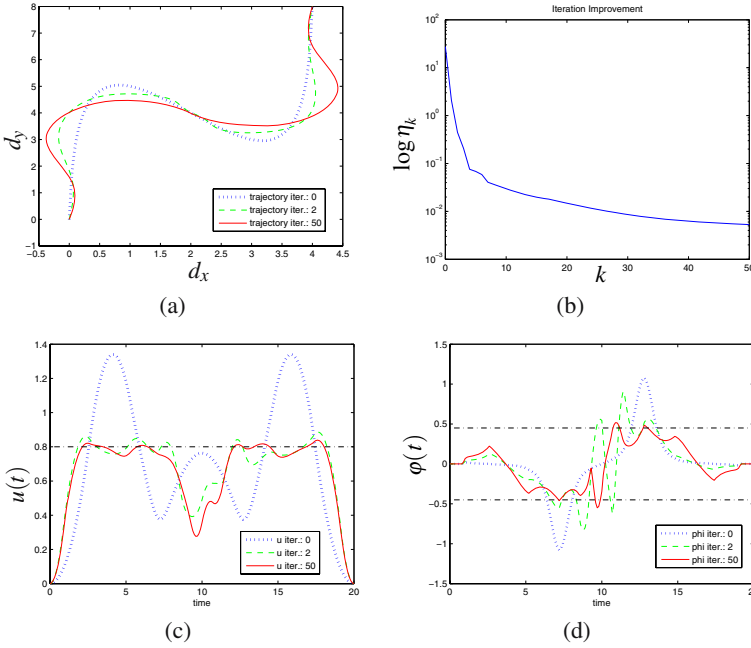 8
7
6
5
4
3
2
1
0
−1
d_y
−0.5 0 0.5 1 1.5 2 2.5 3 3.5 4 4.5
d_x
trajectory iter.: 0
trajectory iter.: 2
trajectory iter.: 50
(a)
Iteration Improvement
10^2
10^1
10^0
10^−1
10^−2
10^−3
log η_k
0 10 20 30 40 50
k
(b)
1.4
1.2
1
0.8
0.6
0.4
0.2
0
u(t)
0 5 10 15 20
time
u iter.: 0
u iter.: 2
u iter.: 50
(c)
1.5
1
0.5
0
−0.5
−1
−1.5
φ(t)
0 5 10 15 20
time
phi iter.: 0
phi iter.: 2
phi iter.: 50
(d)